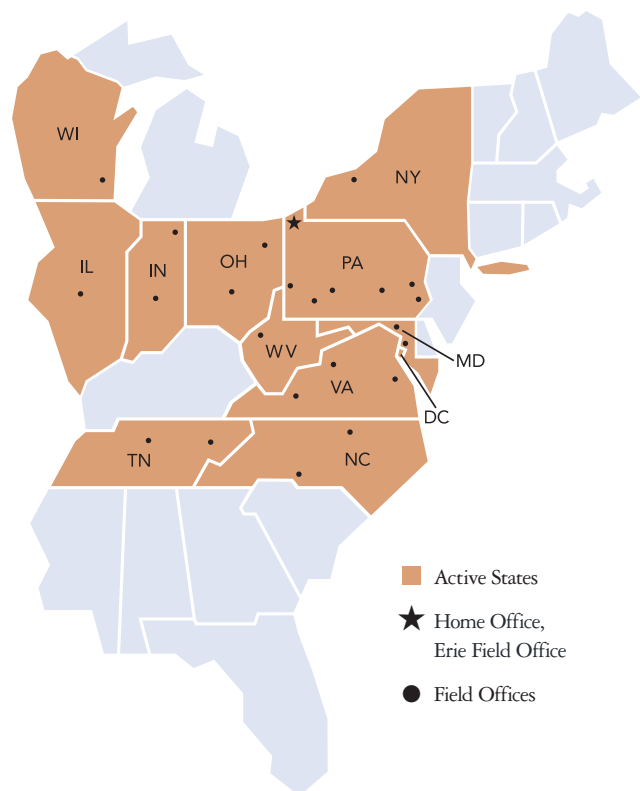 WI
NY
IL
IN
OH
PA
WV
MD
VA
DC
TN
NC
Active States
Home Office,
Erie Field Office
Field Offices